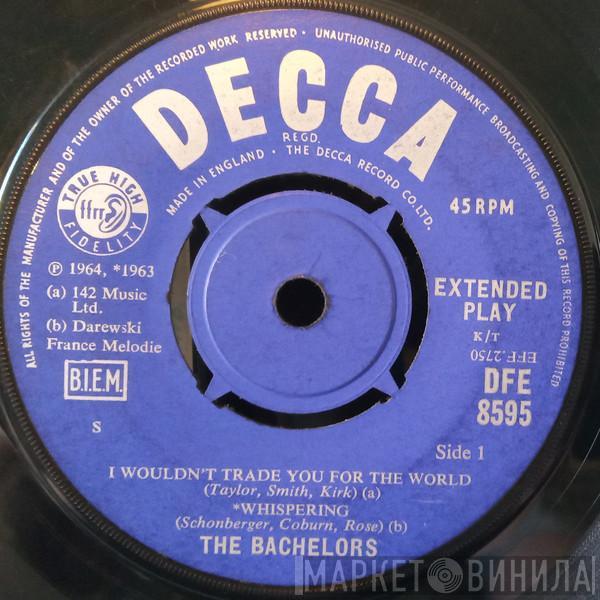 ALL RIGHTS OF THE MANUFACTURER AND OF THE OWNER OF THE RECORDED WORK RESERVED · UNAUTHORISED PUBLIC PERFORMANCE BROADCASTING AND COPYING OF THIS RECORD PROHIBITED
DECCA
REGD.
MADE IN ENGLAND · THE DECCA RECORD CO. LTD.
TRUE HIGH
ffrr
FIDELITY
45 RPM
℗ 1964, *1963
(a) 142 Music
Ltd.
(b) Darewski
France Melodie
B.I.E.M.
S
EXTENDED
PLAY
K/T
EFF.2750
DFE
8595
Side 1
I WOULDN'T TRADE YOU FOR THE WORLD
(Taylor, Smith, Kirk) (a)
*WHISPERING
(Schonberger, Coburn, Rose) (b)
THE BACHELORS
МАРКЕТ ВИНИЛА